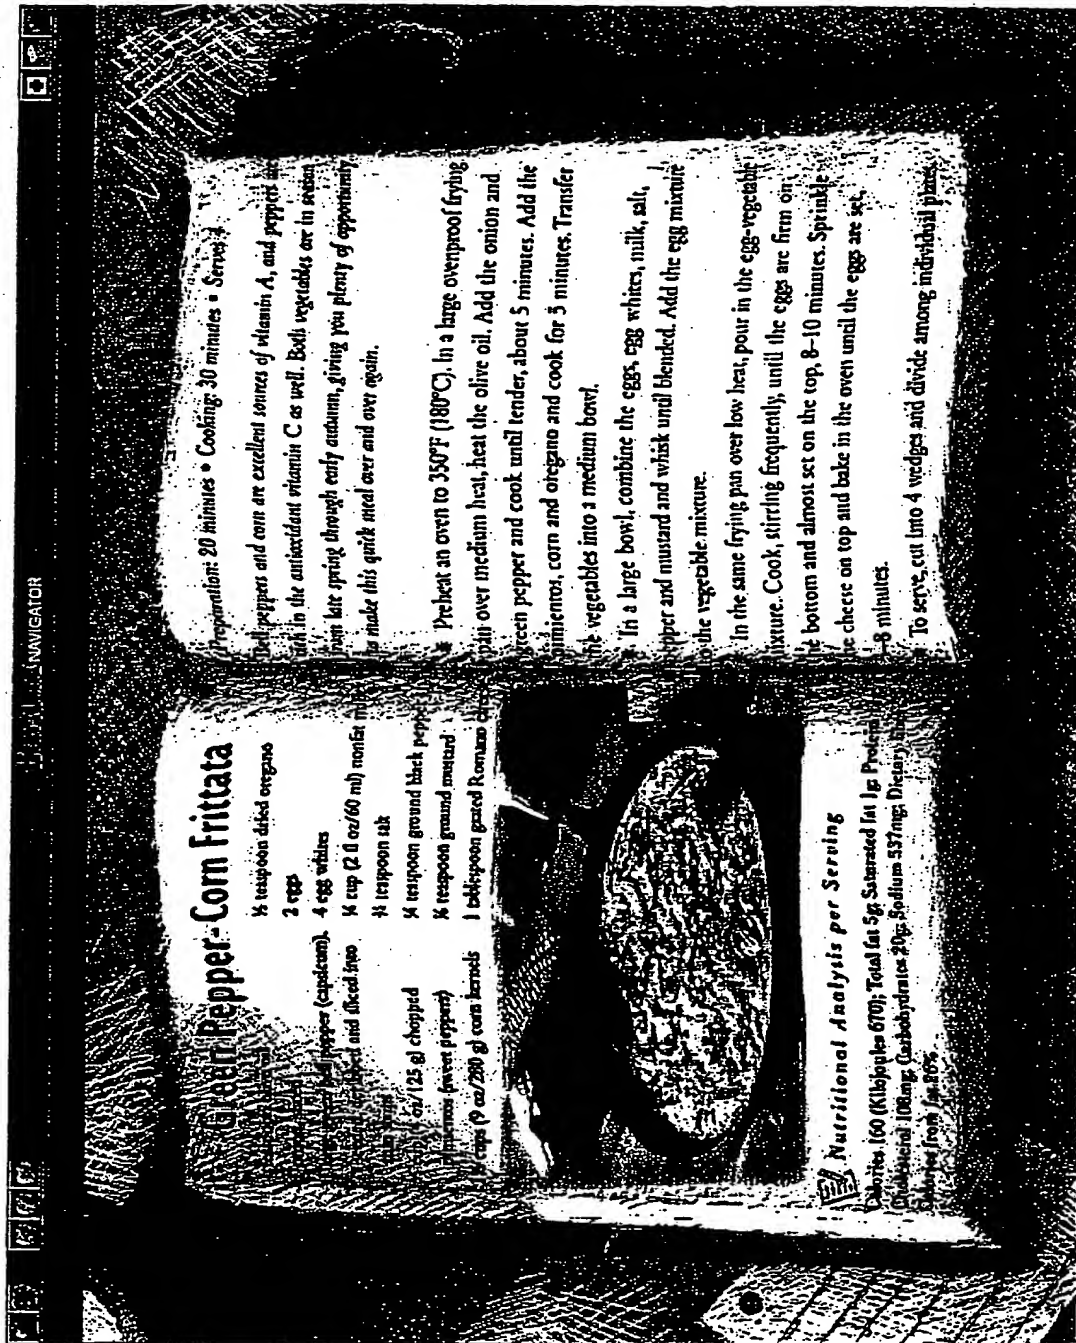 NAVIGATOR
Green Pepper-Corn Frittata
pepper (capsicum),
and sliced into
oz/125 g) chopped
(sweet pepper)
cups (9 oz/280 g) corn kernels
½ teaspoon dried oregano
2 eggs
4 egg whites
¼ cup (2 fl oz/60 ml) nonfat milk
teaspoon salt
¼ teaspoon ground black pepper
teaspoon ground mustard
1 tablespoon grated Romano cheese
Nutritional Analysis per Serving
Calories 160 (Kilojoules 670); Total fat 5g; Saturated fat 1g; Protein
Cholesterol 108mg; Carbohydrates 20g; Sodium 537mg; Dietary
Calories from fat
Preparation: 20 minutes • Cooking: 30 minutes • Serves 4
Bell peppers and corn are excellent sources of vitamin A, and peppers are
rich in the antioxidant vitamin C as well. Both vegetables are in season
from late spring through early autumn, giving you plenty of opportunity
to make this quick meal over and over again.
Preheat an oven to 350°F (180°C). In a large ovenproof frying
pan over medium heat, heat the olive oil. Add the onion and
green pepper and cook until tender, about 5 minutes. Add the
pimientos, corn and oregano and cook for 3 minutes. Transfer
the vegetables into a medium bowl.
In a large bowl, combine the eggs, egg whites, milk, salt,
pepper and mustard and whisk until blended. Add the egg mixture
to the vegetable mixture.
In the same frying pan over low heat, pour in the egg-vegetable
mixture. Cook, stirring frequently, until the eggs are firm on
the bottom and almost set on the top, 8–10 minutes. Sprinkle
the cheese on top and bake in the oven until the eggs are set,
–8 minutes.
To serve, cut into 4 wedges and divide among individual plates.